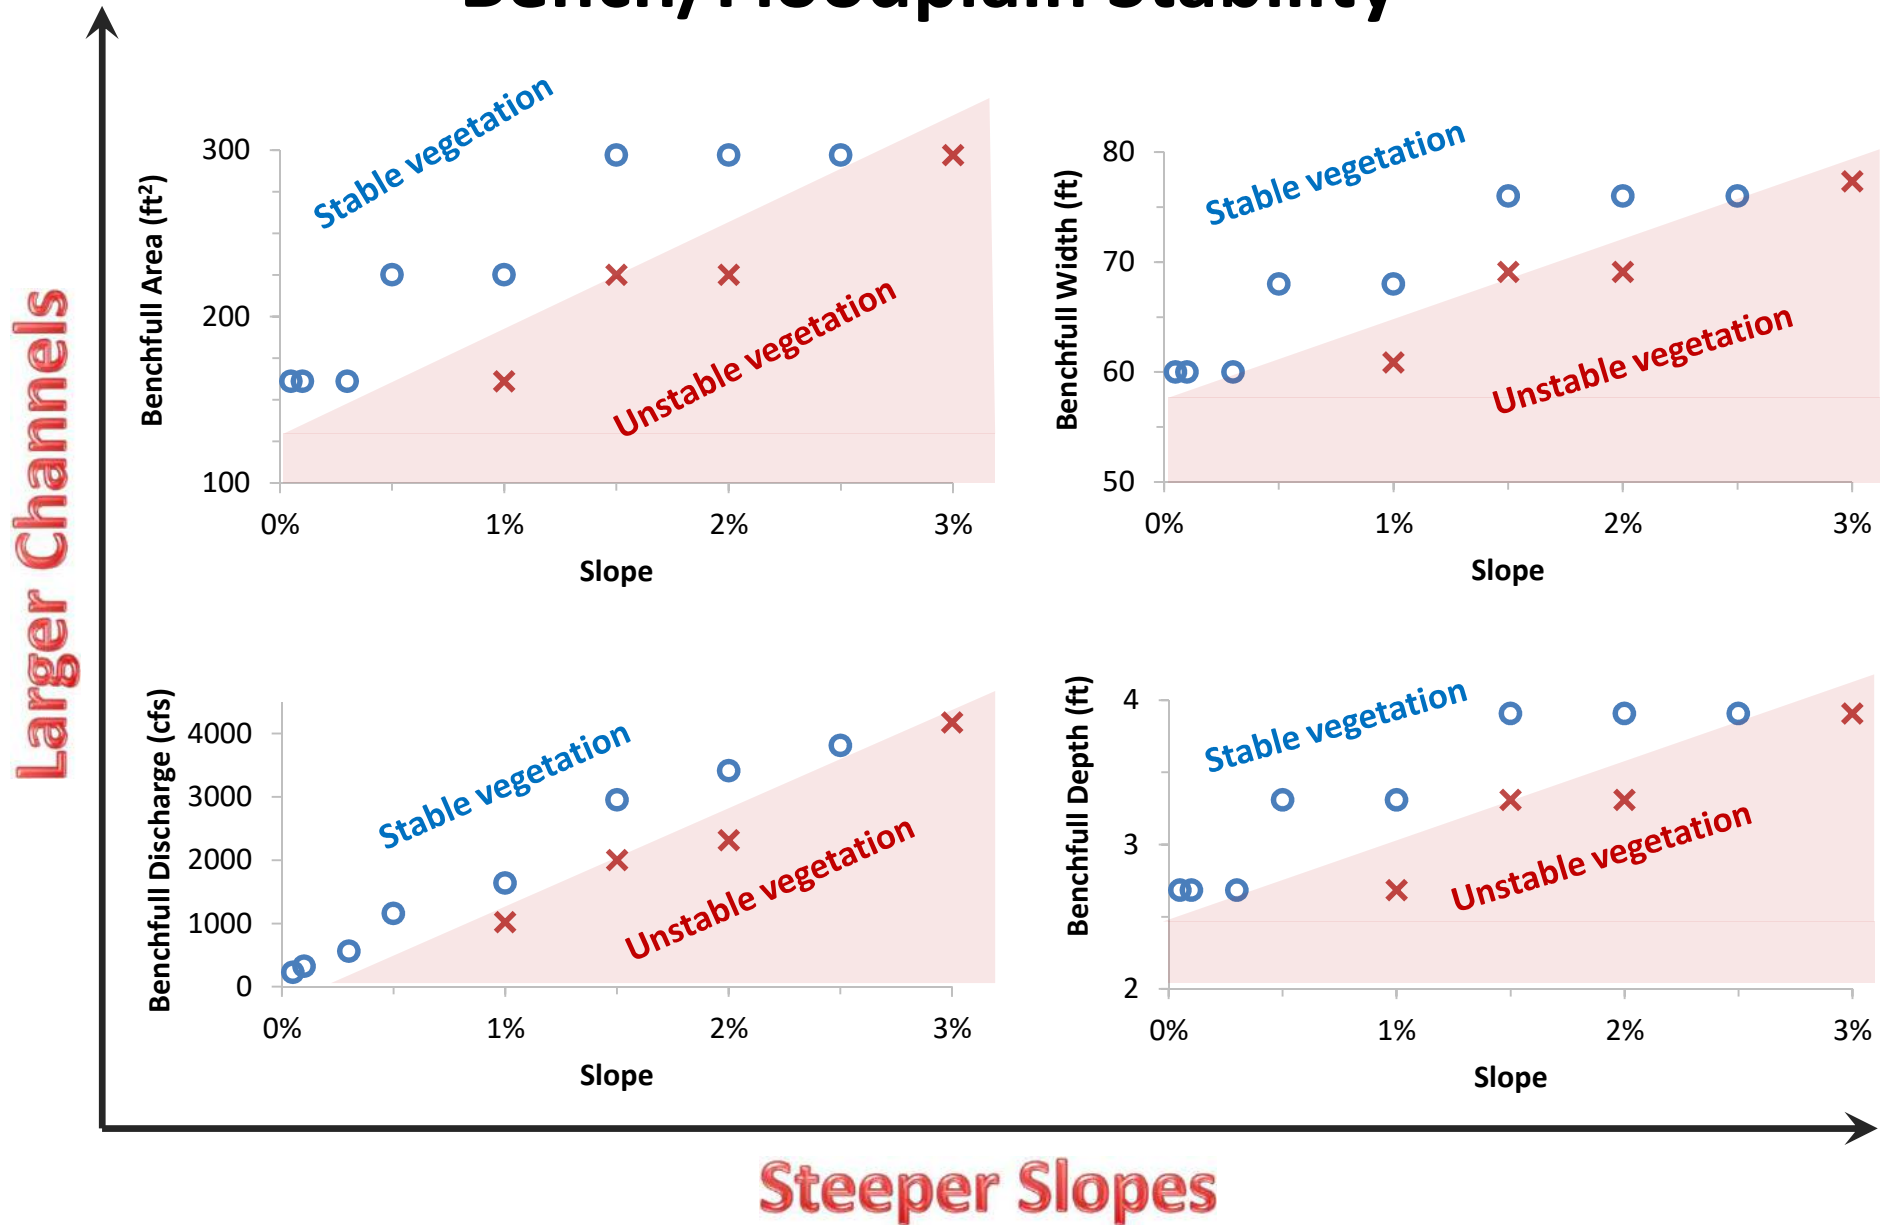 Bench/Floodplain Stability
Larger Channels
Stable vegetation
Benchfull Area (ft²)
300
200
100
Unstable vegetation
0%
1%
2%
3%
Slope
Stable vegetation
Benchfull Width (ft)
80
70
60
50
Unstable vegetation
0%
1%
2%
3%
Slope
Stable vegetation
Benchfull Discharge (cfs)
4000
3000
2000
1000
0
Unstable vegetation
0%
1%
2%
3%
Slope
Stable vegetation
Benchfull Depth (ft)
4
3
2
Unstable vegetation
0%
1%
2%
3%
Slope
Steeper Slopes